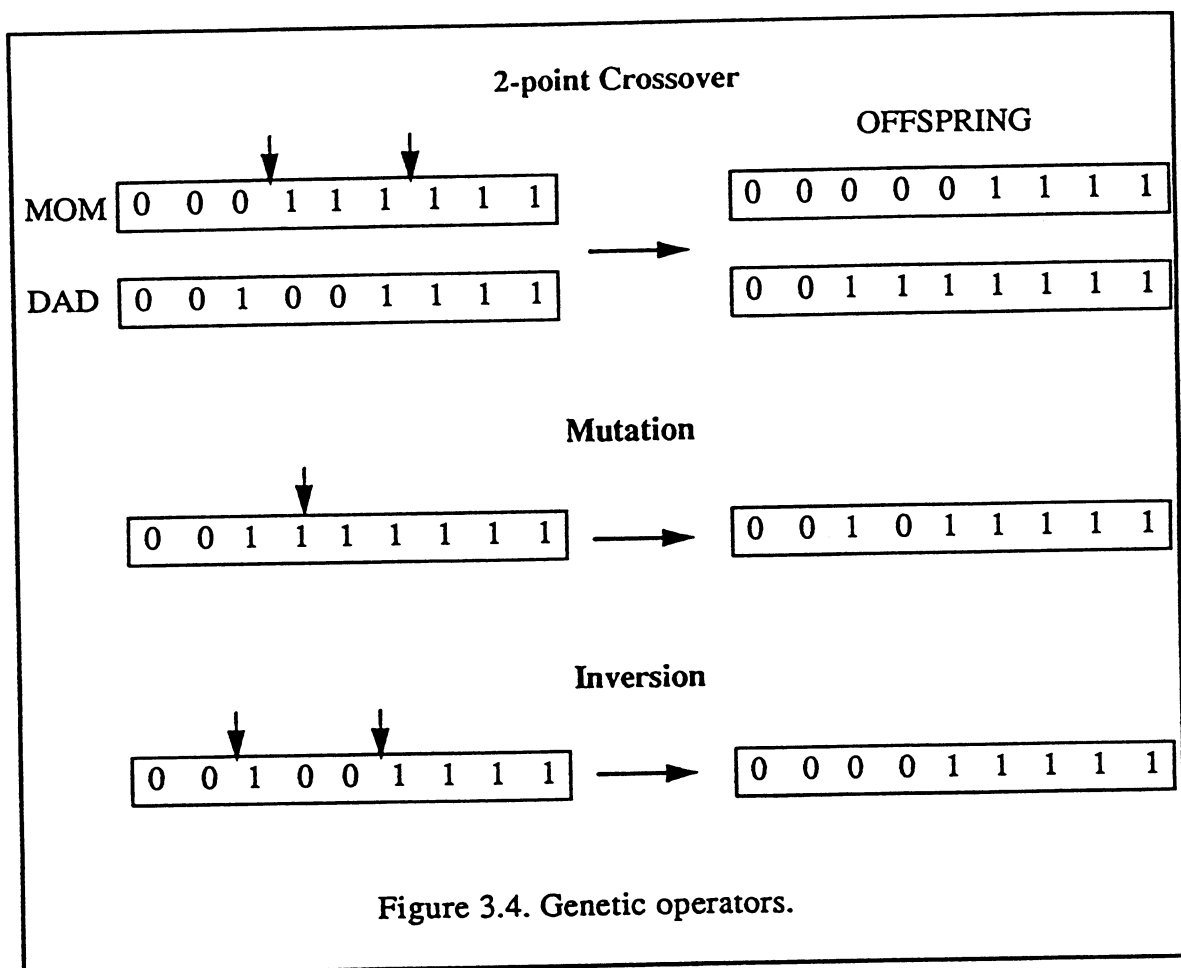 2-point Crossover
OFFSPRING
MOM 0 0 0 1 1 1 1 1 1
0 0 0 0 0 1 1 1 1
DAD 0 0 1 0 0 1 1 1 1
0 0 1 1 1 1 1 1 1
Mutation
0 0 1 1 1 1 1 1 1
0 0 1 0 1 1 1 1 1
Inversion
0 0 1 0 0 1 1 1 1
0 0 0 0 1 1 1 1 1
Figure 3.4. Genetic operators.